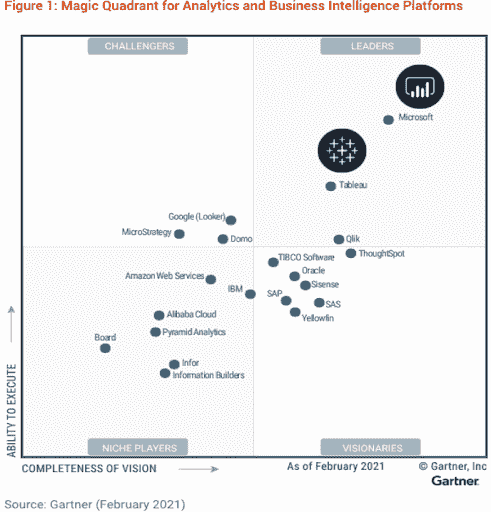 Figure 1: Magic Quadrant for Analytics and Business Intelligence Platforms
CHALLENGERS
LEADERS
Microsoft
Tableau
Google (Looker)
MicroStrategy
Domo
Qlik
ThoughtSpot
TIBCO Software
Amazon Web Services
Oracle
Sisense
IBM
SAP
SAS
Yellowfin
Alibaba Cloud
Pyramid Analytics
Board
Infor
Information Builders
ABILITY TO EXECUTE
NICHE PLAYERS
VISIONARIES
COMPLETENESS OF VISION
As of February 2021
© Gartner, Inc
Gartner
Source: Gartner (February 2021)